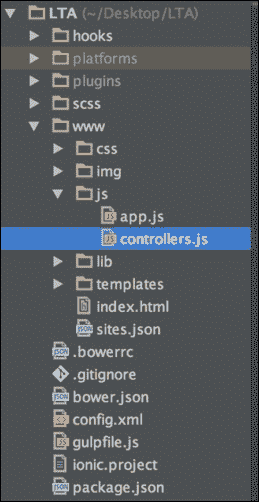 LTA (~/Desktop/LTA)
hooks
platforms
plugins
scss
www
css
img
js
app.js
controllers.js
lib
templates
index.html
sites.json
.bowerrc
.gitignore
bower.json
config.xml
gulpfile.js
ionic.project
package.json